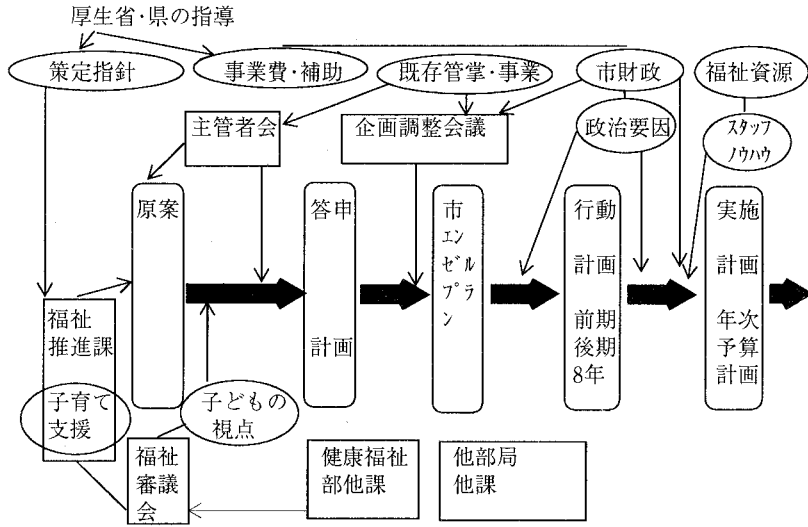 厚生省・県の指導
策定指針
事業費・補助
既存管掌・事業
市財政
福祉資源
主管者会
企画調整会議
政治要因
スタッフ
ノウハウ
原案
答申
計画
市
エンゼルプラン
行動
計画
前期
後期
8年
実施
計画
年次
予算
計画
福祉
推進課
子育て
支援
子どもの
視点
福祉
審議
会
健康福祉
部他課
他部局
他課